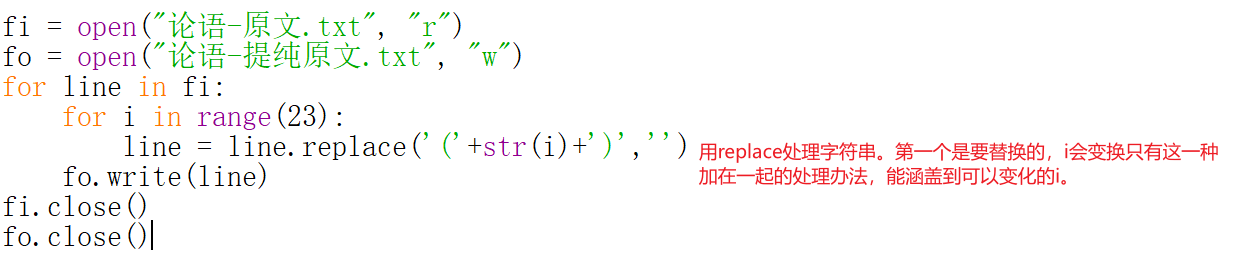 fi = open("论语-原文.txt", "r")
fo = open("论语-提纯原文.txt", "w")
for line in fi:
    for i in range(23):
        line = line.replace('('+str(i)+')','')
    fo.write(line)
fi.close()
fo.close()
用replace处理字符串。第一个是要替换的，i会变换只有这一种
加在一起的处理办法，能涵盖到可以变化的i。